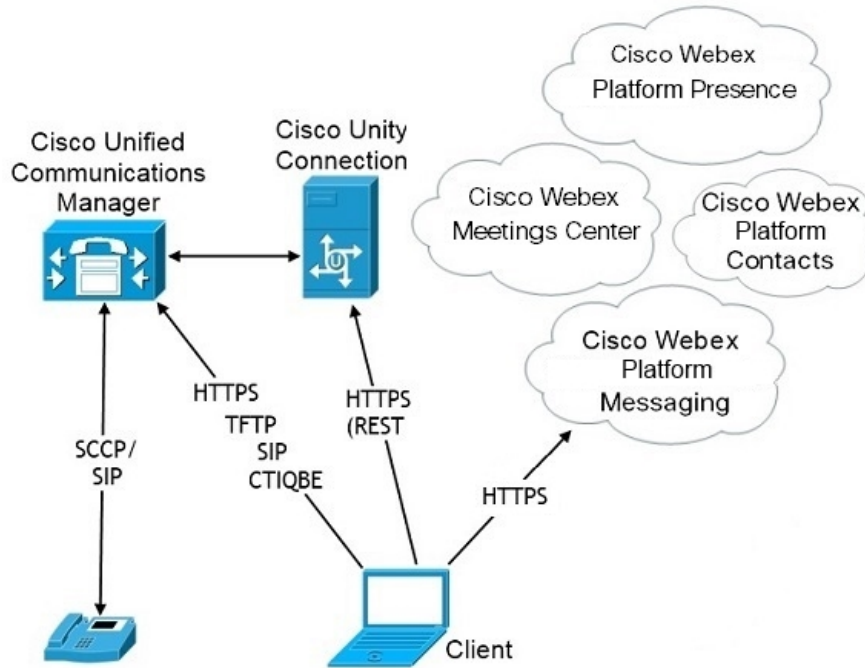 Cisco Webex
Platform Presence
Cisco Unified
Communications
Manager
Cisco Unity
Connection
Cisco Webex
Meetings Center
Cisco Webex
Platform
Contacts
U
Cisco Webex
Platform
Messaging
HTTPS
TFTP
SIP
CTIQBE
HTTPS
(REST
SCCP/
SIP
HTTPS
Client